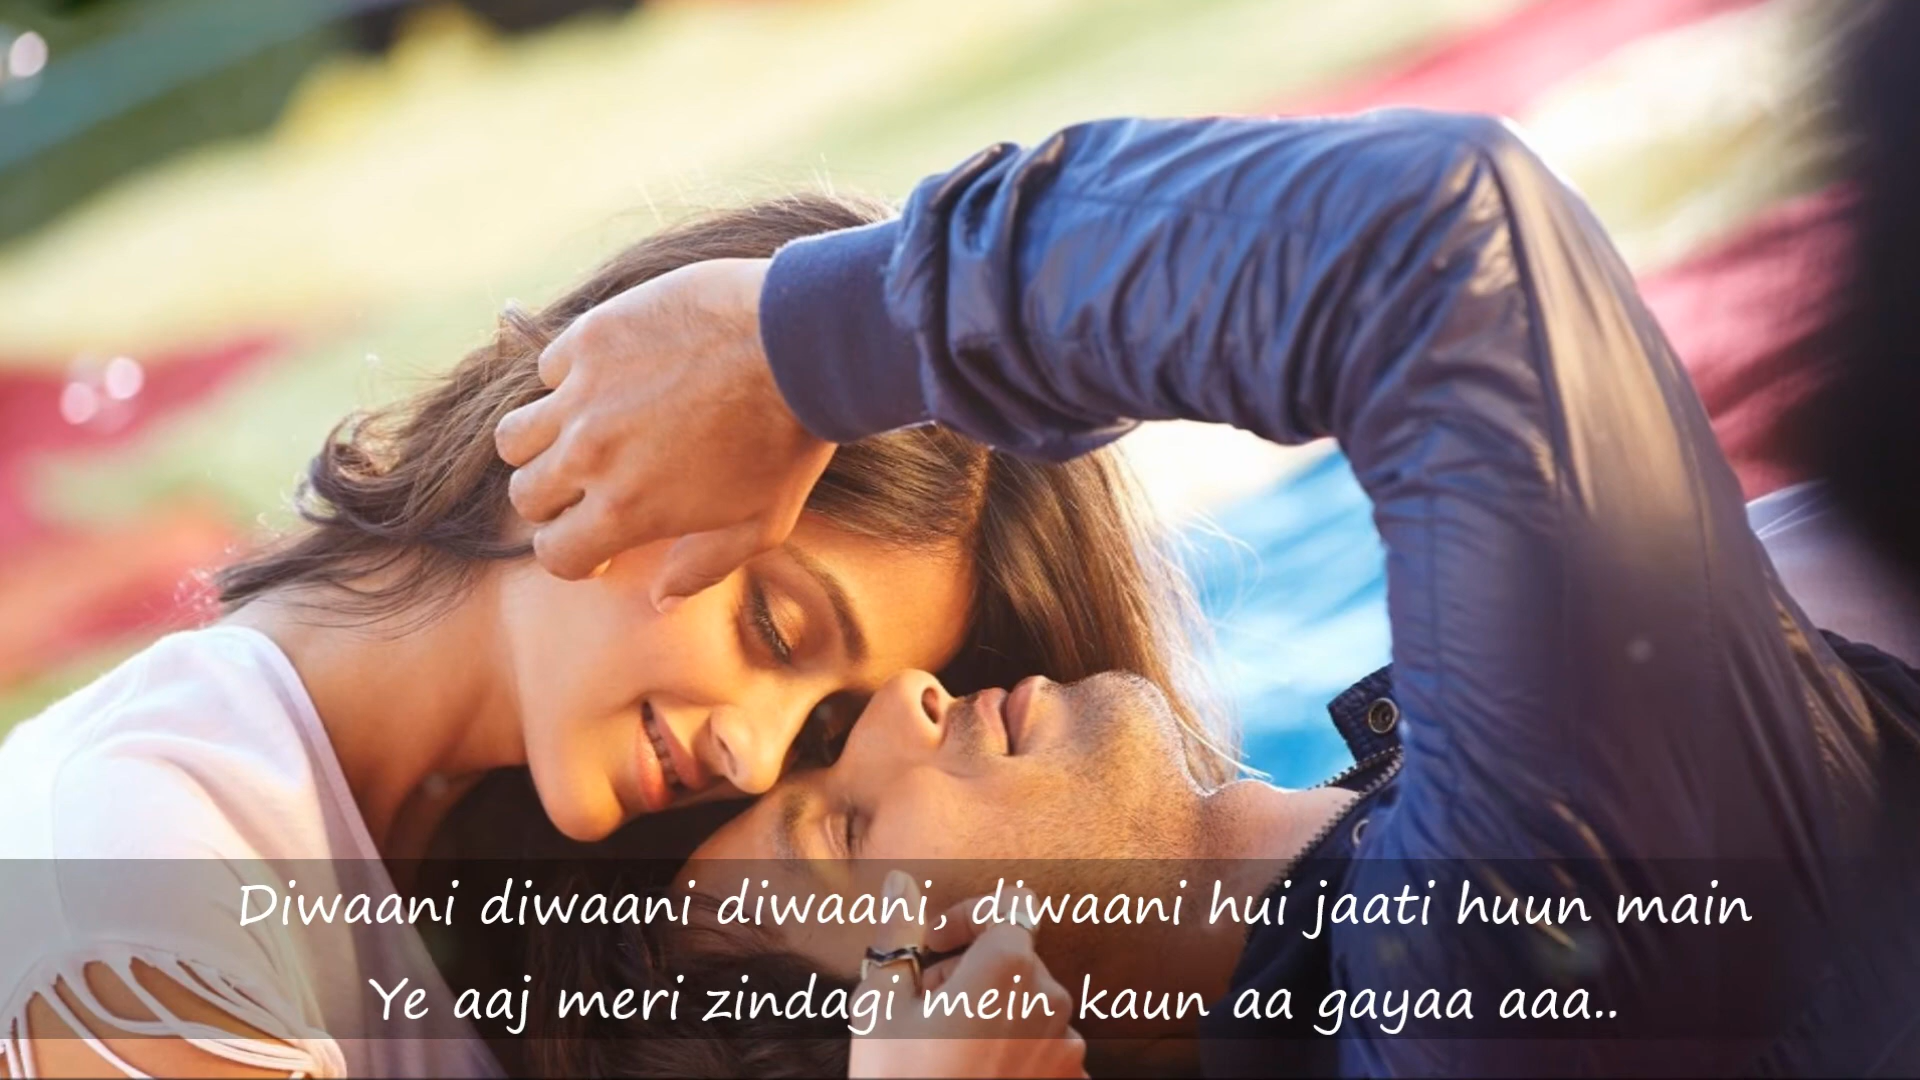 Diwaani diwaani diwaani, diwaani hui jaati huun main
Ye aaj meri zindagi mein kaun aa gayaa aaa..